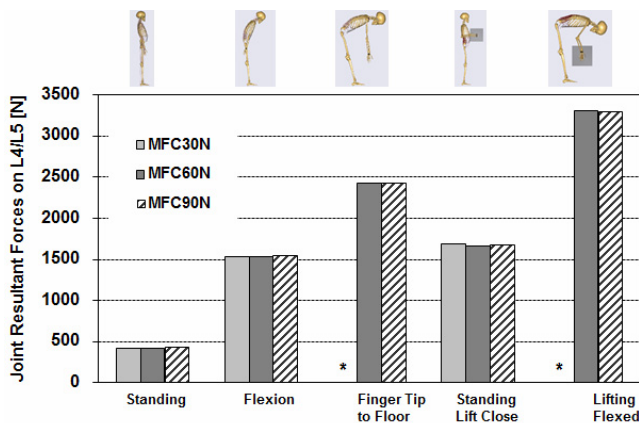 Joint Resultant Forces on L4/L5 [N]
3500
3000
2500
2000
1500
1000
500
0
MFC30N
MFC60N
MFC90N
*
*
Standing
Flexion
Finger Tip
to Floor
Standing
Lift Close
Lifting
Flexed